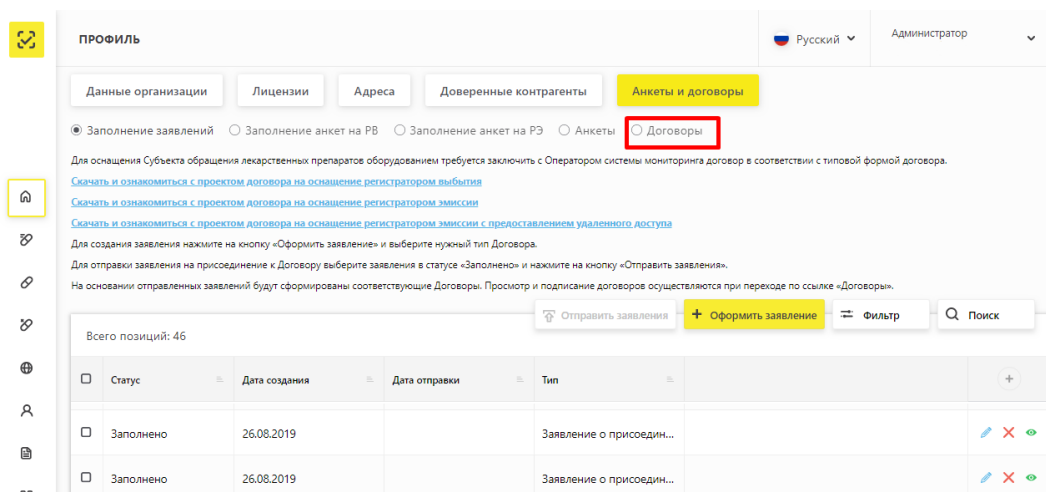 ПРОФИЛЬ
Русский
Администратор
Данные организации
Лицензии
Адреса
Доверенные контрагенты
Анкеты и договоры
Заполнение заявлений
Заполнение анкет на РВ
Заполнение анкет на РЭ
Анкеты
Договоры
Для оснащения Субъекта обращения лекарственных препаратов оборудованием требуется заключить с Оператором системы мониторинга договор в соответствии с типовой формой договора.
Скачать и ознакомиться с проектом договора на оснащение регистратором выбытия
Скачать и ознакомиться с проектом договора на оснащение регистратором эмиссии
Скачать и ознакомиться с проектом договора на оснащение регистратором эмиссии с предоставлением удаленного доступа
Для создания заявления нажмите на кнопку «Оформить заявление» и выберите нужный тип Договора.
Для отправки заявления на присоединение к Договору выберите заявления в статусе «Заполнено» и нажмите на кнопку «Отправить заявления».
На основании отправленных заявлений будут сформированы соответствующие Договоры. Просмотр и подписание договоров осуществляются при переходе по ссылке «Договоры».
Отправить заявления
+ Оформить заявление
Фильтр
Поиск
Всего позиций: 46
Статус
Дата создания
Дата отправки
Тип
Заполнено
26.08.2019
Заявление о присоедин...
Заполнено
26.08.2019
Заявление о присоедин...